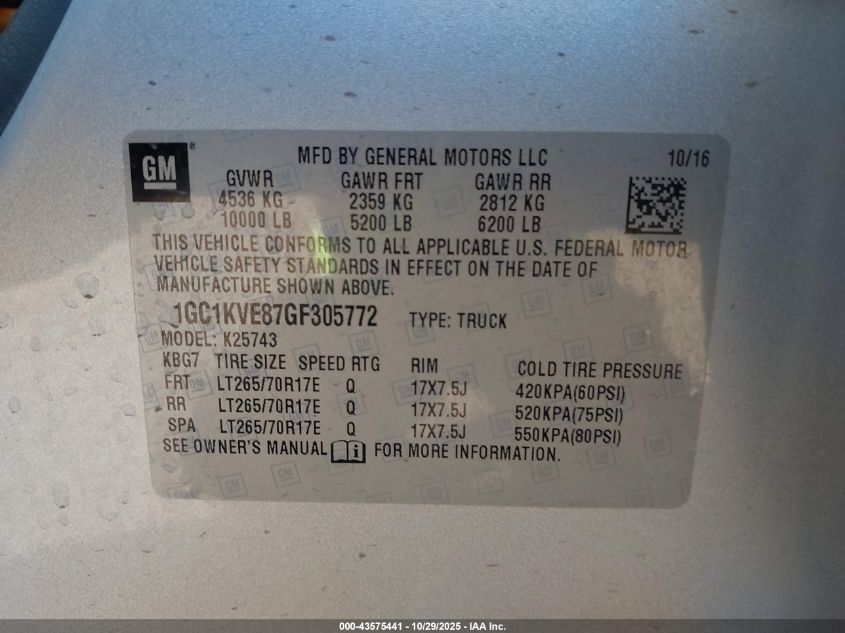 GM ® MFD BY GENERAL MOTORS LLC 10/16
GVWR GAWR FRT GAWR RR
4536 KG 2359 KG 2812 KG
10000 LB 5200 LB 6200 LB
THIS VEHICLE CONFORMS TO ALL APPLICABLE U.S. FEDERAL MOTOR
VEHICLE SAFETY STANDARDS IN EFFECT ON THE DATE OF
MANUFACTURE SHOWN ABOVE.
1GC1KVE87GF305772 TYPE: TRUCK
MODEL: K25743
KBG7 TIRE SIZE SPEED RTG RIM COLD TIRE PRESSURE
FRT LT265/70R17E Q 17X7.5J 420KPA(60PSI)
RR LT265/70R17E Q 17X7.5J 520KPA(75PSI)
SPA LT265/70R17E Q 17X7.5J 550KPA(80PSI)
SEE OWNER'S MANUAL i FOR MORE INFORMATION.
000-43575441 - 10/29/2025 - IAA Inc.